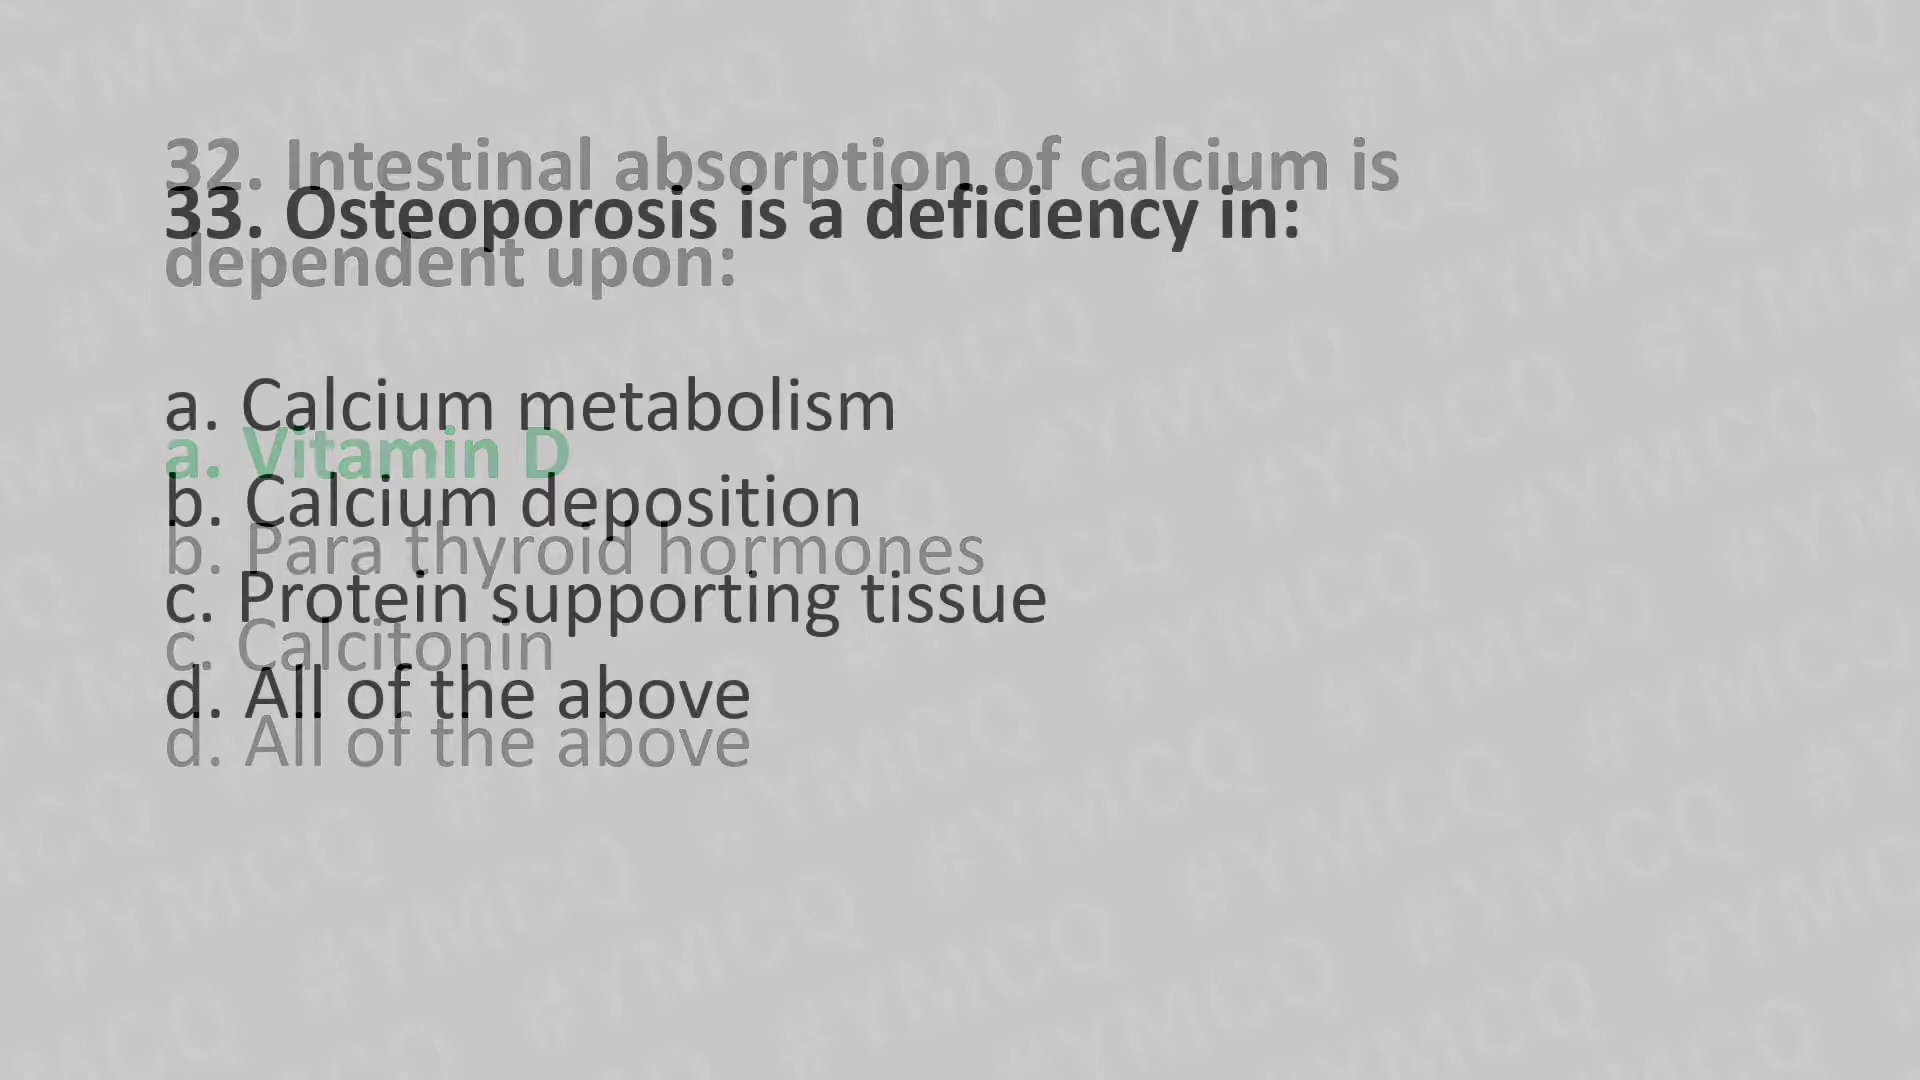 32. Intestinal absorption of calcium is
33. Osteoporosis is a deficiency in:
dependent upon:
a. Calcium metabolism
a. Vitamin D
b. Calcium deposition
b. Para thyroid hormones
c. Protein supporting tissue
c. Calcitonin
d. All of the above
d. All of the above
#YMCQ